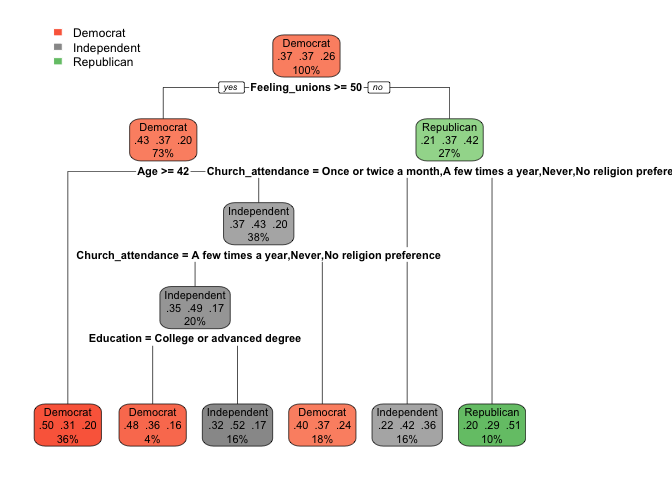 Democrat
Independent
Republican
Democrat
.37 .37 .26
100%
yes Feeling_unions >= 50 no
Democrat
.43 .37 .20
73%
Republican
.21 .37 .42
27%
Age >= 42 Church_attendance = Once or twice a month,A few times a year,Never,No religion prefere
Independent
.37 .43 .20
38%
Church_attendance = A few times a year,Never,No religion preference
Independent
.35 .49 .17
20%
Education = College or advanced degree
Democrat
.50 .31 .20
36%
Democrat
.48 .36 .16
4%
Independent
.32 .52 .17
16%
Democrat
.40 .37 .24
18%
Independent
.22 .42 .36
16%
Republican
.20 .29 .51
10%